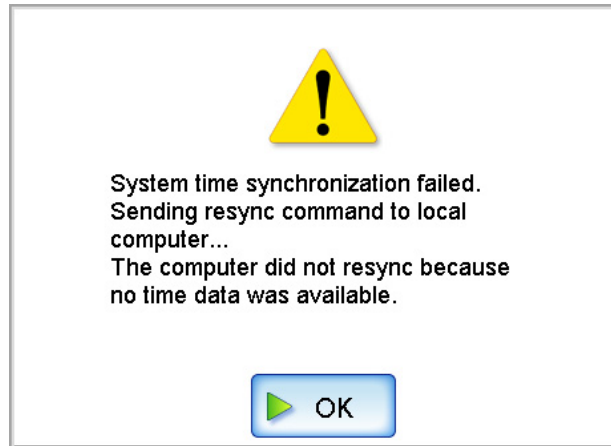 System time synchronization failed.
Sending resync command to local
computer...
The computer did not resync because
no time data was available.
OK